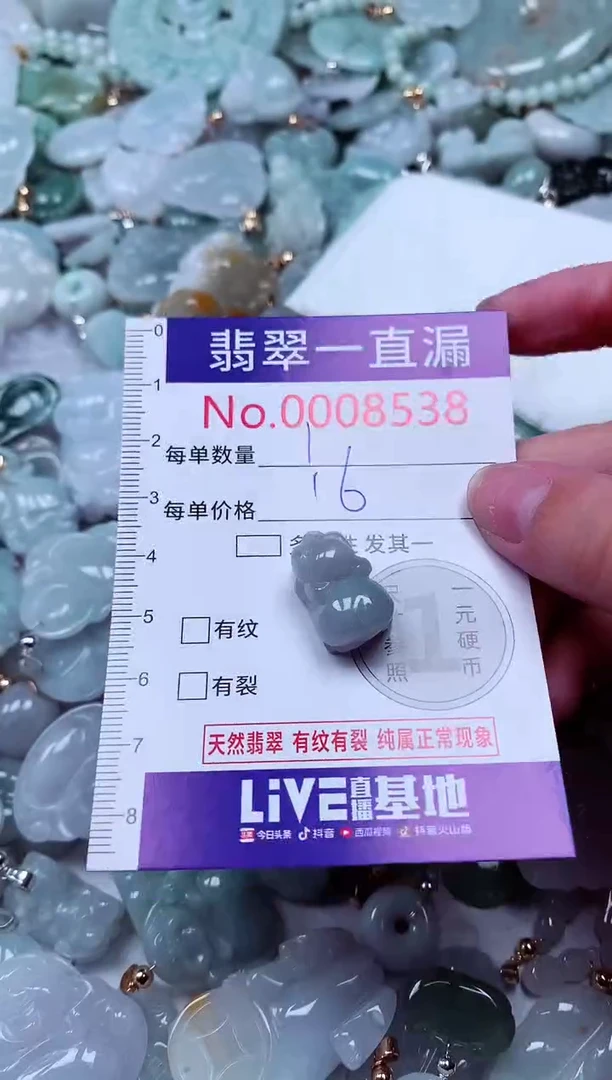 0
翡翠一直漏
1
No.0008538
2
每单数量 1
3
每单价格 16
发其一
4
5
有纹
一元硬币
照
6
有裂
7
天然翡翠 有纹有裂 纯属正常现象
8
LiVE直播基地
今日头条 抖音 西瓜视频 抖音火山版